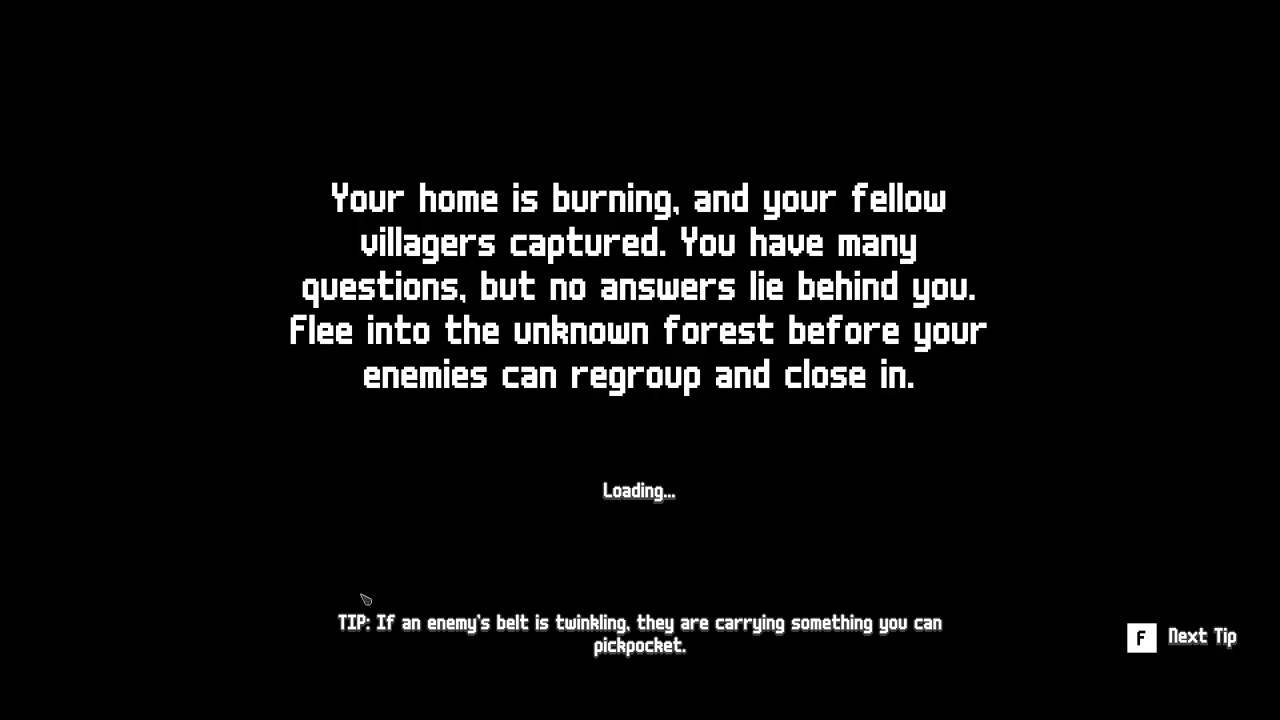 Your home is burning, and your fellow
villagers captured. You have many
questions, but no answers lie behind you.
Flee into the unknown forest before your
enemies can regroup and close in.
Loading...
TIP: If an enemy's belt is twinkling, they are carrying something you can
pickpocket.
F Next Tip